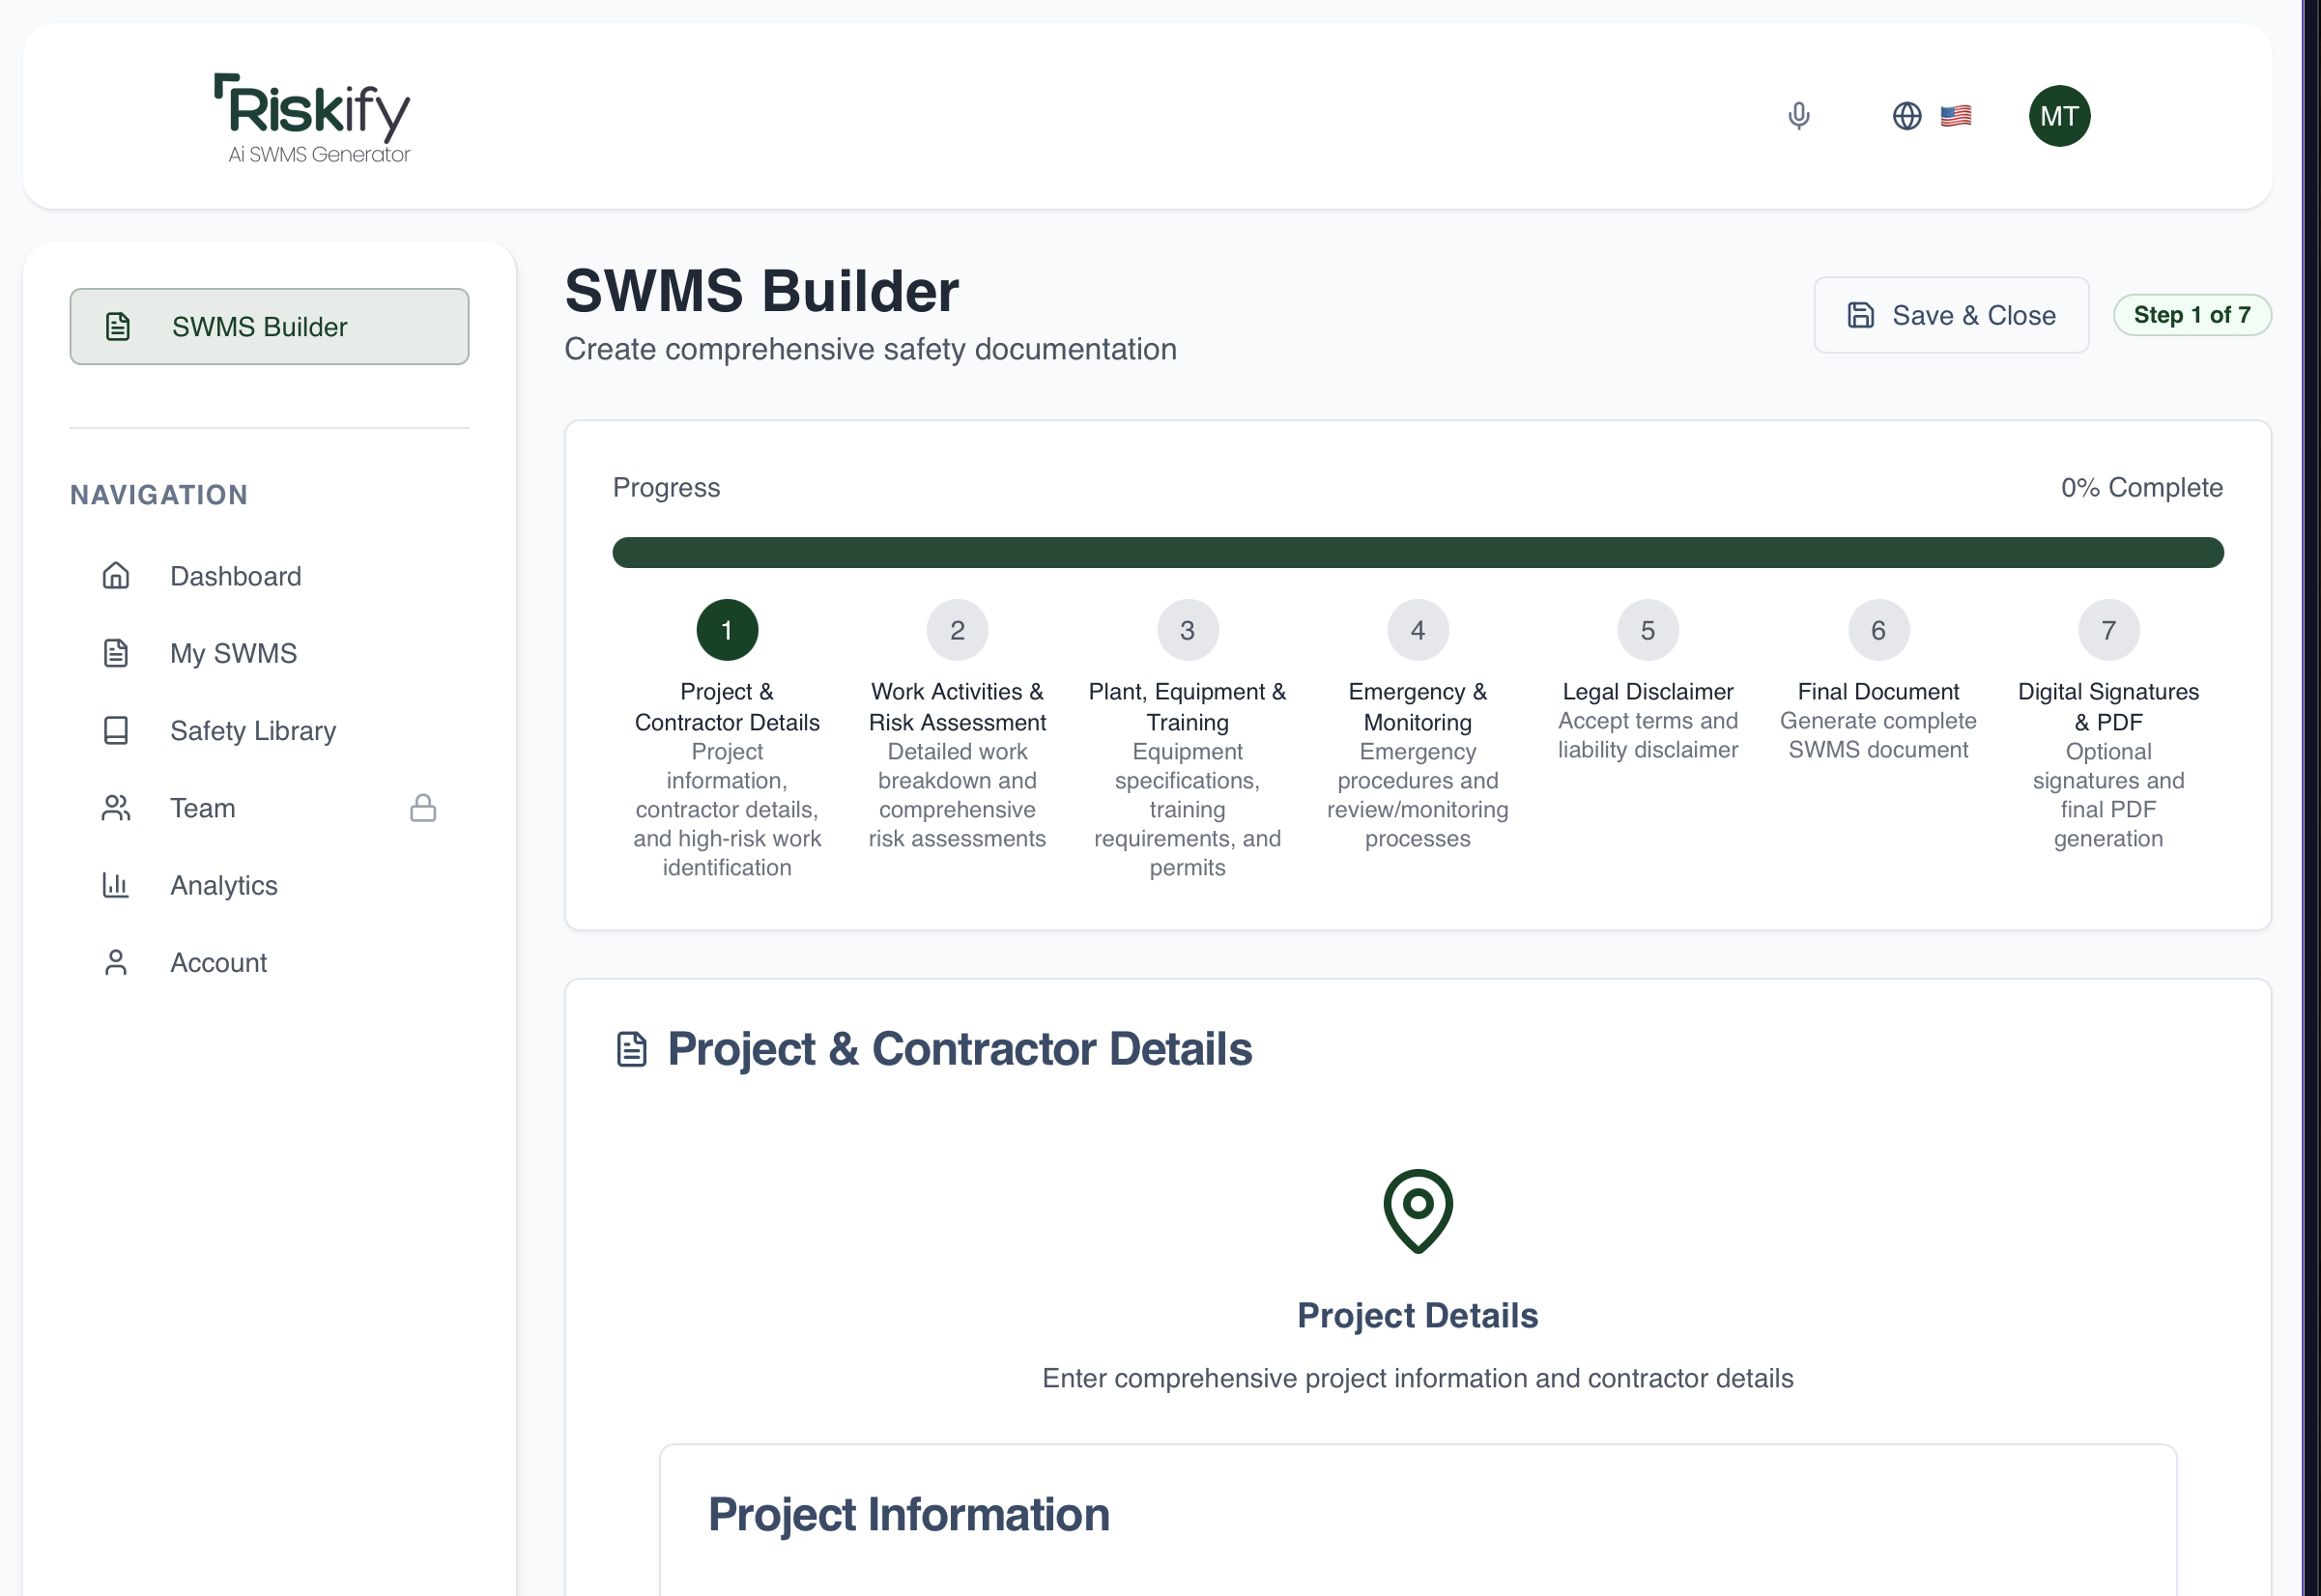 Riskify
Ai SWMS Generator
MT
SWMS Builder
NAVIGATION
Dashboard
My SWMS
Safety Library
Team
Analytics
Account
SWMS Builder
Create comprehensive safety documentation
Save & Close
Step 1 of 7
Progress
0% Complete
1
Project &
Contractor Details
Project
information,
contractor details,
and high-risk work
identification
2
Work Activities &
Risk Assessment
Detailed work
breakdown and
comprehensive
risk assessments
3
Plant, Equipment &
Training
Equipment
specifications,
training
requirements, and
permits
4
Emergency &
Monitoring
Emergency
procedures and
review/monitoring
processes
5
Legal Disclaimer
Accept terms and
liability disclaimer
6
Final Document
Generate complete
SWMS document
7
Digital Signatures
& PDF
Optional
signatures and
final PDF
generation
Project & Contractor Details
Project Details
Enter comprehensive project information and contractor details
Project Information